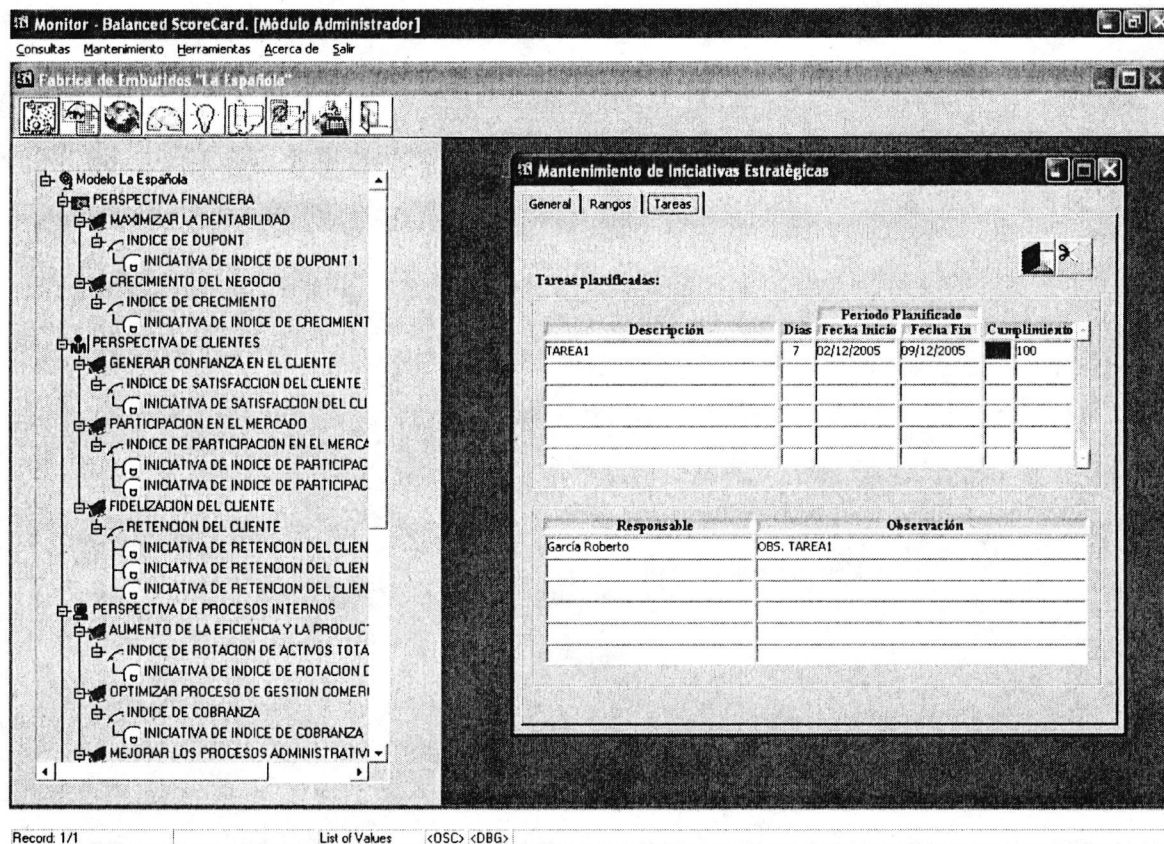 Monitor - Balanced ScoreCard. [Módulo Administrador]
Consultas Mantenimiento Herramientas Acerca de Salir
Fabrica de Embutidos "La Española"
Modelo La Española
PERSPECTIVA FINANCIERA
MAXIMIZAR LA RENTABILIDAD
INDICE DE DUPONT
INICIATIVA DE INDICE DE DUPONT 1
CRECIMIENTO DEL NEGOCIO
INDICE DE CRECIMIENTO
INICIATIVA DE INDICE DE CRECIMIENT
PERSPECTIVA DE CLIENTES
GENERAR CONFIANZA EN EL CLIENTE
INDICE DE SATISFACCION DEL CLIENTE
INICIATIVA DE SATISFACCION DEL CLI
PARTICIPACION EN EL MERCADO
INDICE DE PARTICIPACION EN EL MERCA
INICIATIVA DE INDICE DE PARTICIPAC
INICIATIVA DE INDICE DE PARTICIPAC
FIDELIZACION DEL CLIENTE
RETENCION DEL CLIENTE
INICIATIVA DE RETENCION DEL CLIEN
INICIATIVA DE RETENCION DEL CLIEN
INICIATIVA DE RETENCION DEL CLIEN
PERSPECTIVA DE PROCESOS INTERNOS
AUMENTO DE LA EFICIENCIA Y LA PRODUCT
INDICE DE ROTACION DE ACTIVOS TOTA
INICIATIVA DE INDICE DE ROTACION D
OPTIMIZAR PROCESO DE GESTION COMERI
INDICE DE COBRANZA
INICIATIVA DE INDICE DE COBRANZA
MEJORAR LOS PROCESOS ADMINISTRATIVI
Mantenimiento de Iniciativas Estratègicas
General Rangos Tareas
Tareas planificadas:
Periodo Planificado
Descripción Dias Fecha Inicio Fecha Fin Cumplimiento
TAREA1 7 02/12/2005 09/12/2005 100
Responsable Observación
García Roberto OBS. TAREA1
Record: 1/1 List of Values <OSC> <DBG>